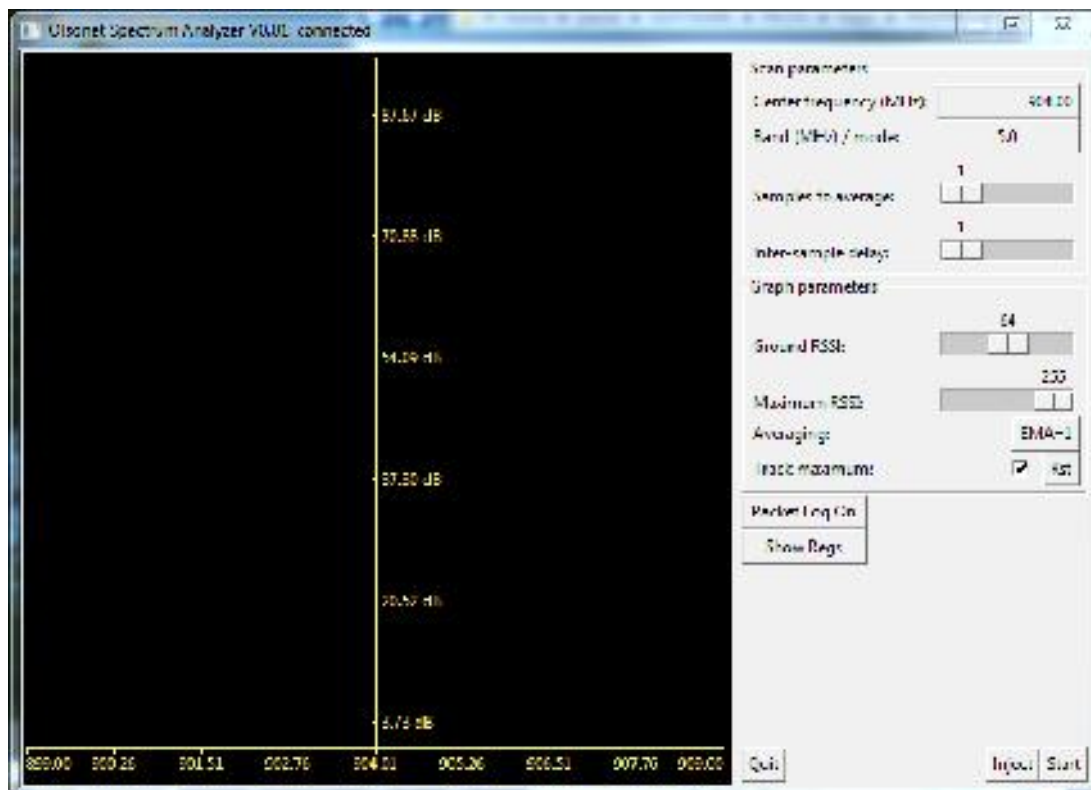 Olsonet Spectrum Analyzer V0.01: connected
Scan parameters
Center frequency (MHz):
904.00
Band (MHz) / mode:
5.0
1
Samples to average:
1
Inter-sample delay:
Graph parameters
64
Ground RSSI:
255
Maximum RSSI:
Averaging:
EMA-1
Track maximum:
Rst
Packet Log On
Show Regs
87.67 dB
70.88 dB
54.09 dB
37.30 dB
20.52 dB
3.73 dB
899.00 900.26 901.51 902.76 904.01 905.26 906.51 907.76 909.00
Quit
Inject
Start